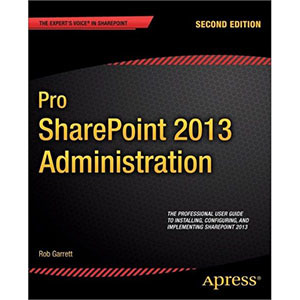 THE EXPERT'S VOICE® IN SHAREPOINT
SECOND EDITION
Pro
SharePoint 2013
Administration
THE PROFESSIONAL USER GUIDE
TO INSTALLING, CONFIGURING, AND
IMPLEMENTING SHAREPOINT 2013
Rob Garrett
Apress®